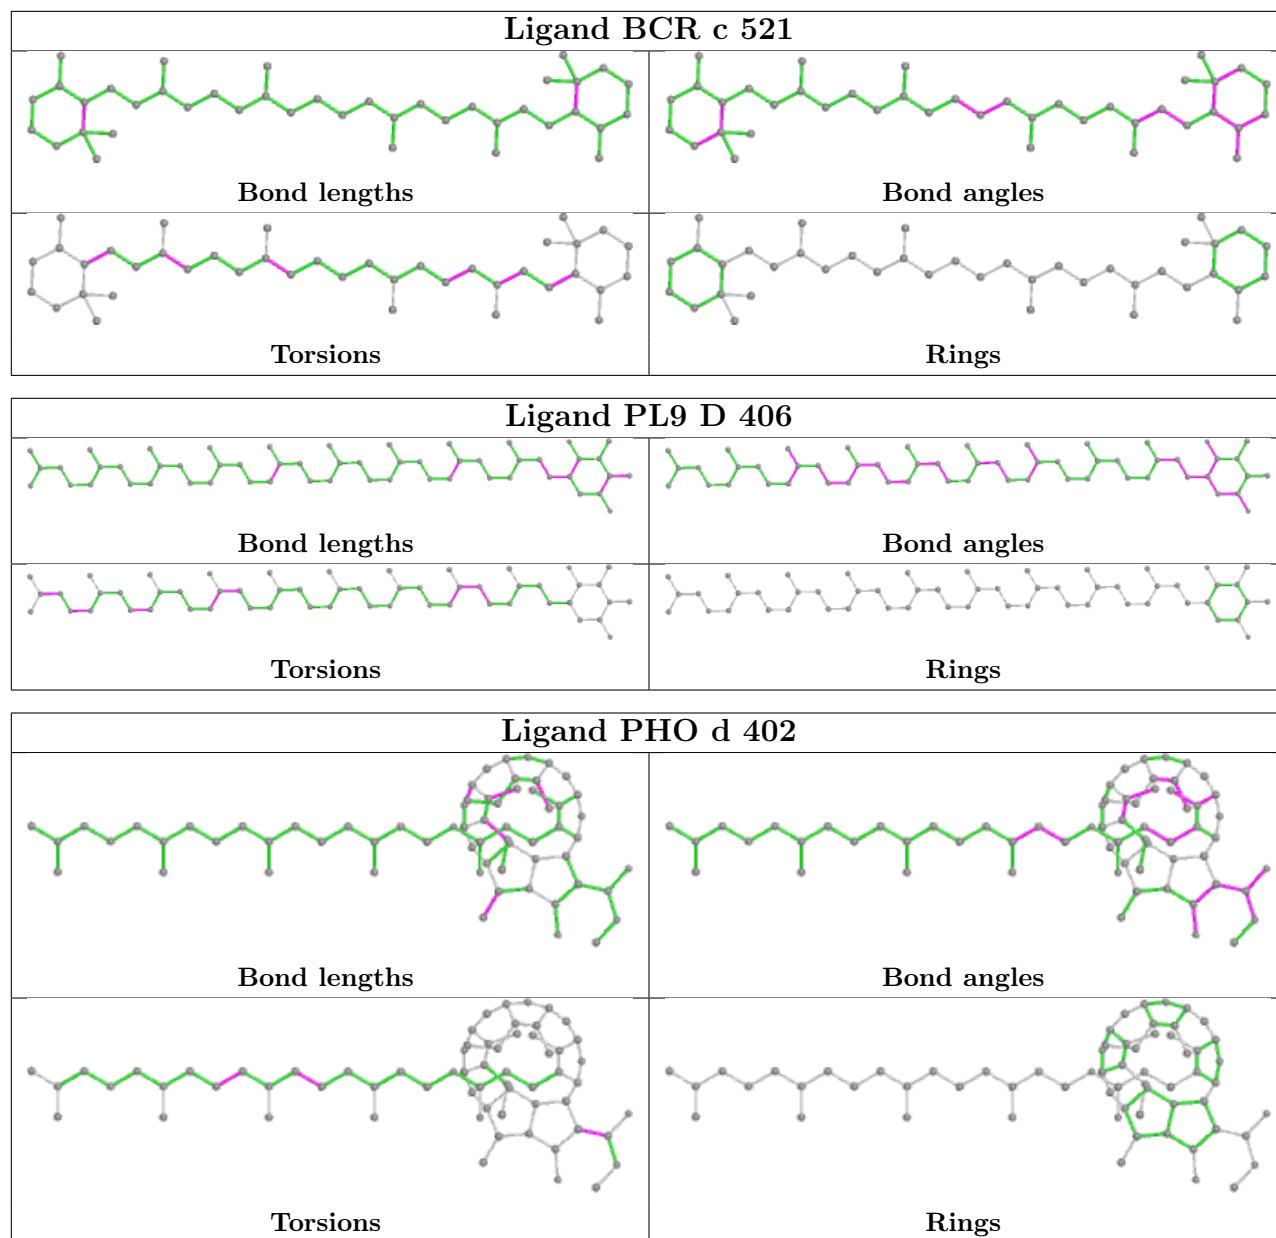 Ligand BCR c 521
Bond lengths
Bond angles
Torsions
Rings
Ligand PL9 D 406
Bond lengths
Bond angles
Torsions
Rings
Ligand PHO d 402
Bond lengths
Bond angles
Torsions
Rings